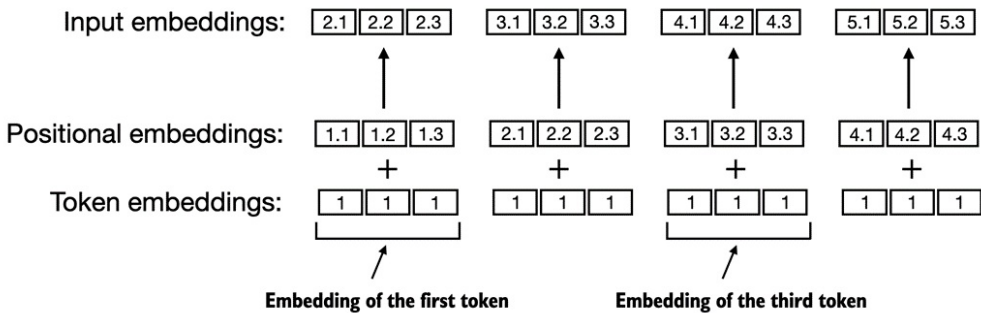 Input embeddings: 2.1 2.2 2.3 3.1 3.2 3.3 4.1 4.2 4.3 5.1 5.2 5.3
Positional embeddings: 1.1 1.2 1.3 2.1 2.2 2.3 3.1 3.2 3.3 4.1 4.2 4.3
+ + + +
Token embeddings: 1 1 1 1 1 1 1 1 1 1 1 1
Embedding of the first token Embedding of the third token